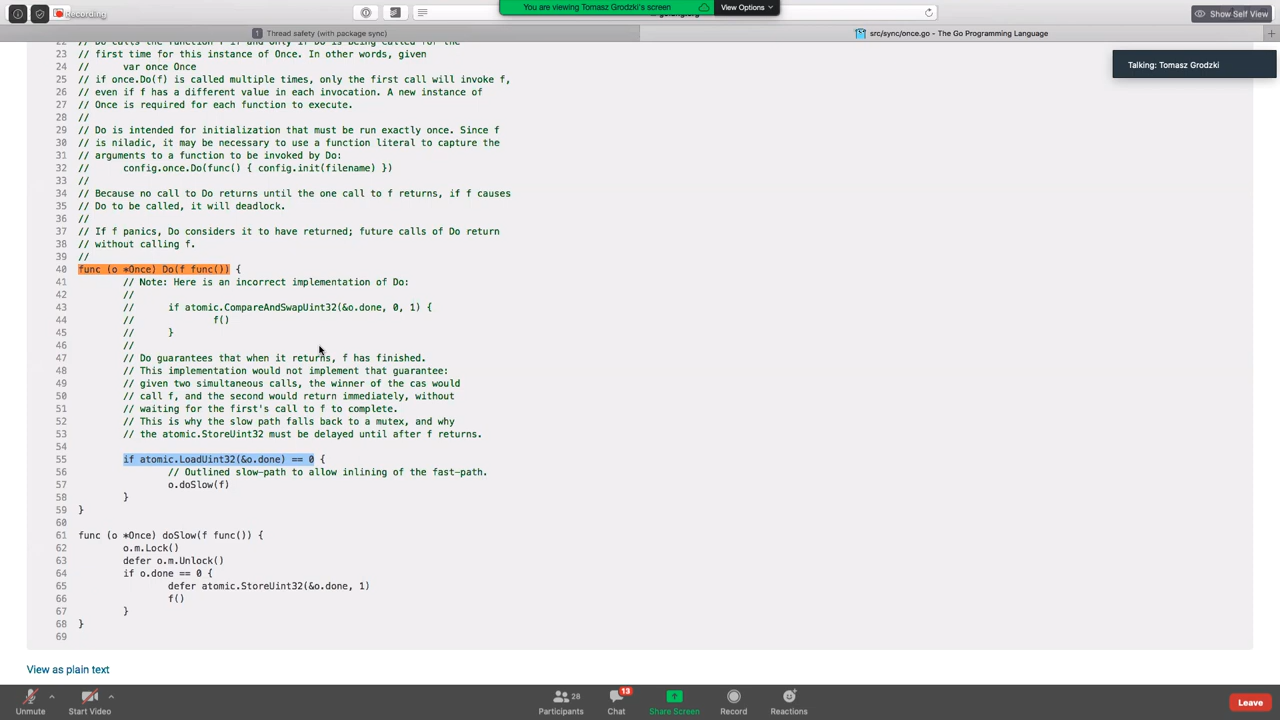 Recording
You are viewing Tomasz Grodzki's screen
View Options
Show Self View
Thread safety (with package sync)
src/sync/once.go - The Go Programming Language
Talking: Tomasz Grodzki
23 // first time for this instance of Once. In other words, given
24 // var once Once
25 // if once.Do(f) is called multiple times, only the first call will invoke f,
26 // even if f has a different value in each invocation. A new instance of
27 // Once is required for each function to execute.
28 //
29 // Do is intended for initialization that must be run exactly once. Since f
30 // is niladic, it may be necessary to use a function literal to capture the
31 // arguments to a function to be invoked by Do:
32 // config.once.Do(func() { config.init(filename) })
33 //
34 // Because no call to Do returns until the one call to f returns, if f causes
35 // Do to be called, it will deadlock.
36 //
37 // If f panics, Do considers it to have returned; future calls of Do return
38 // without calling f.
39 //
40 func (o *Once) Do(f func()) {
41 // Note: Here is an incorrect implementation of Do:
42 //
43 // if atomic.CompareAndSwapUint32(&o.done, 0, 1) {
44 // f()
45 // }
46 //
47 // Do guarantees that when it returns, f has finished.
48 // This implementation would not implement that guarantee:
49 // given two simultaneous calls, the winner of the cas would
50 // call f, and the second would return immediately, without
51 // waiting for the first's call to f to complete.
52 // This is why the slow path falls back to a mutex, and why
53 // the atomic.StoreUint32 must be delayed until after f returns.
54
55 if atomic.LoadUint32(&o.done) == 0 {
56 // Outlined slow-path to allow inlining of the fast-path.
57 o.doSlow(f)
58 }
59 }
60
61 func (o *Once) doSlow(f func()) {
62 o.m.Lock()
63 defer o.m.Unlock()
64 if o.done == 0 {
65 defer atomic.StoreUint32(&o.done, 1)
66 f()
67 }
68 }
69
View as plain text
28
13
Unmute
Start Video
Participants
Chat
Share Screen
Record
Reactions
Leave